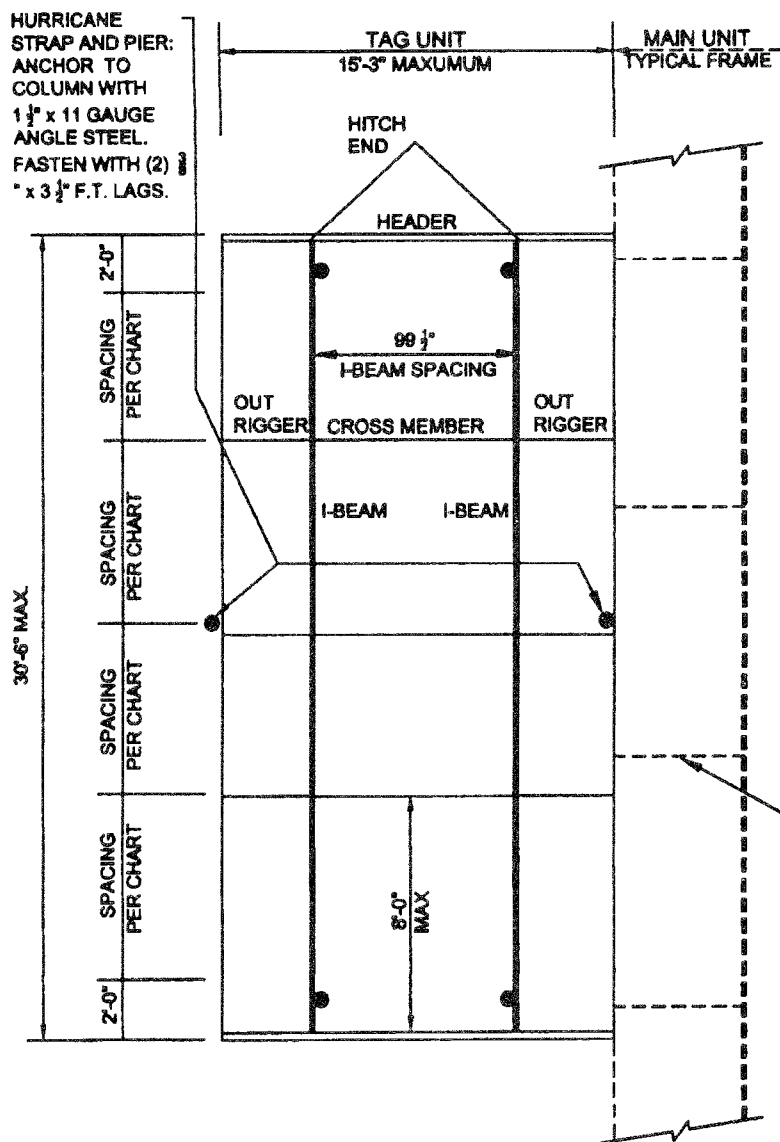 HURRICANE
STRAP AND PIER:
ANCHOR TO
COLUMN WITH
1 ½" x 11 GAUGE
ANGLE STEEL.
FASTEN WITH (2)
" x 3 ½" F.T. LAGS.
TAG UNIT
15'-3" MAXUMUM
MAIN UNIT
TYPICAL FRAME
HITCH
END
HEADER
2'-0"
SPACING
PER CHART
99 ½"
I-BEAM SPACING
OUT
RIGGER
CROSS MEMBER
OUT
RIGGER
I-BEAM
I-BEAM
SPACING
PER CHART
30'-6" MAX.
SPACING
PER CHART
SPACING
PER CHART
8'-0"
MAX
2'-0"